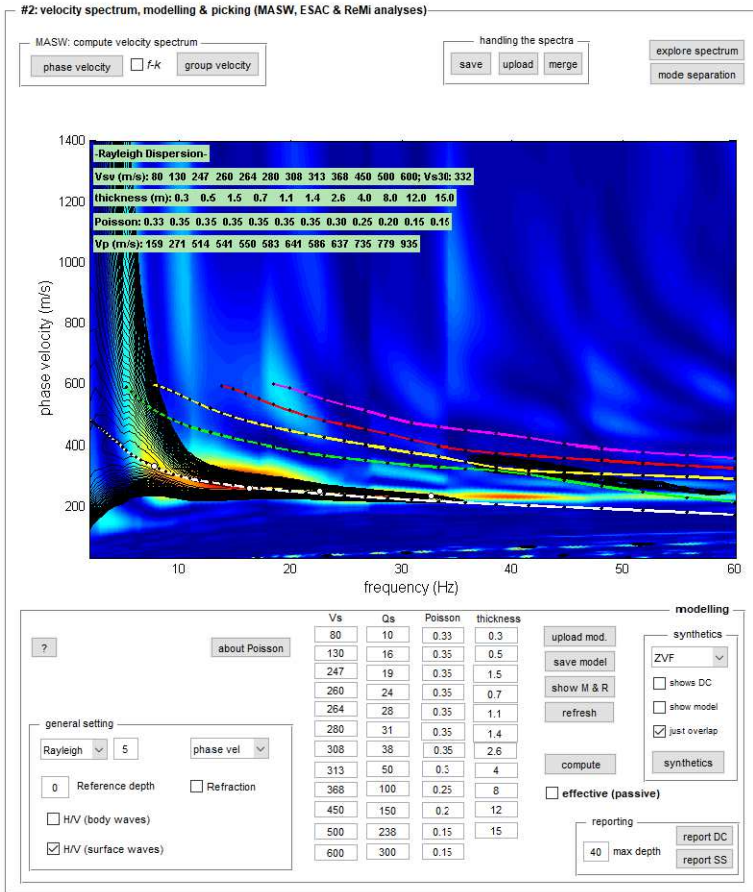 #2: velocity spectrum, modelling & picking (MASW, ESAC & ReMi analyses)
MASW: compute velocity spectrum
phase velocity f-k group velocity
handling the spectra
save upload merge
explore spectrum
mode separation
-Rayleigh Dispersion-
Vsv (m/s): 80 130 247 260 264 280 308 313 368 450 500 600; Vs30: 332
thickness (m): 0.3 0.5 1.5 0.7 1.1 1.4 2.6 4.0 8.0 12.0 15.0
Poisson: 0.33 0.35 0.35 0.35 0.35 0.35 0.35 0.30 0.25 0.20 0.15 0.15
Vp (m/s): 159 271 514 541 550 583 641 586 637 735 779 935
1400
1200
1000
800
600
400
200
phase velocity (m/s)
10 20 30 40 50 60
frequency (Hz)
modelling
Vs Qs Poisson thickness
80 10 0.33 0.3
130 16 0.35 0.5
247 19 0.35 1.5
260 24 0.35 0.7
264 28 0.35 1.1
280 31 0.35 1.4
308 38 0.35 2.6
313 50 0.3 4
368 100 0.25 8
450 150 0.2 12
500 238 0.15 15
600 300 0.15
? about Poisson
general setting
Rayleigh 5 phase vel
0 Reference depth Refraction
H/V (body waves)
H/V (surface waves)
upload mod.
save model
show M & R
refresh
compute
effective (passive)
synthetics
ZVF
shows DC
show model
just overlap
synthetics
reporting
40 max depth
report DC
report SS